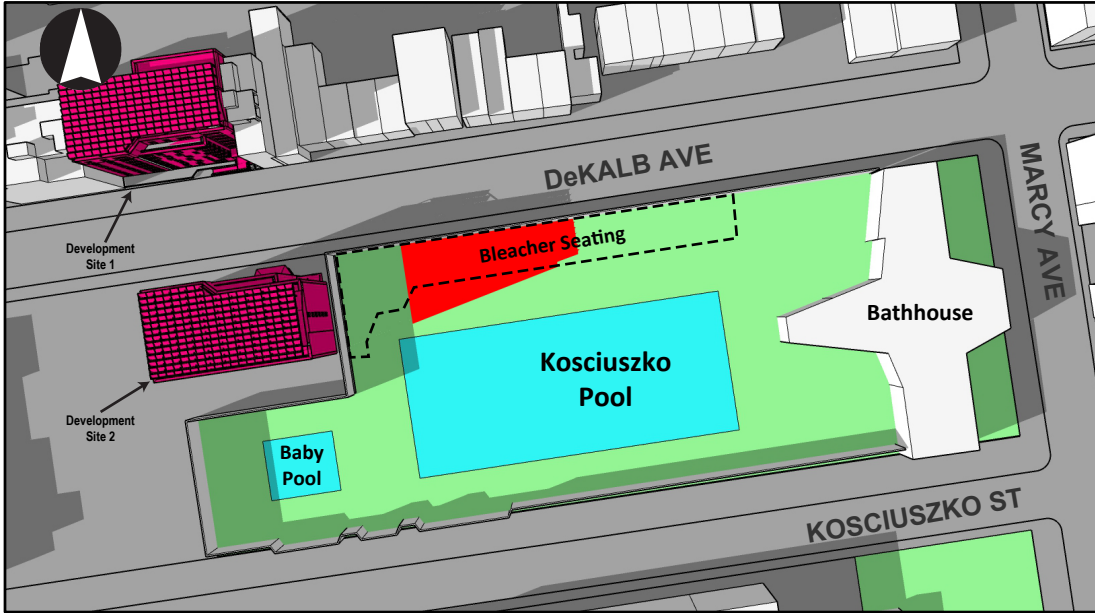 DeKALB AVE
MARCY AVE
Development
Site 1
Bleacher Seating
Bathhouse
Kosciuszko
Pool
Development
Site 2
Baby
Pool
KOSCIUSZKO ST